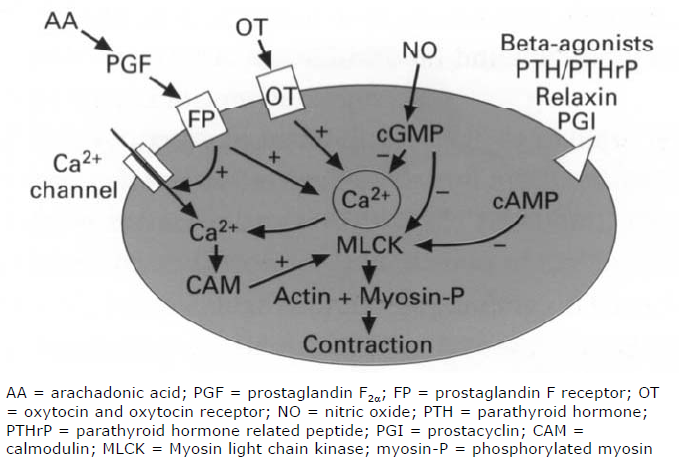 AA
PGF
OT
NO
Beta-agonists
PTH/PTHrP
Relaxin
PGI
FP
OT
cGMP
Ca2+
channel
+
+
+
−
−
Ca2+
cAMP
Ca2+
MLCK
−
CAM
+
Actin + Myosin-P
Contraction
AA = arachadonic acid; PGF = prostaglandin F2α; FP = prostaglandin F receptor; OT
= oxytocin and oxytocin receptor; NO = nitric oxide; PTH = parathyroid hormone;
PTHrP = parathyroid hormone related peptide; PGI = prostacyclin; CAM =
calmodulin; MLCK = Myosin light chain kinase; myosin-P = phosphorylated myosin